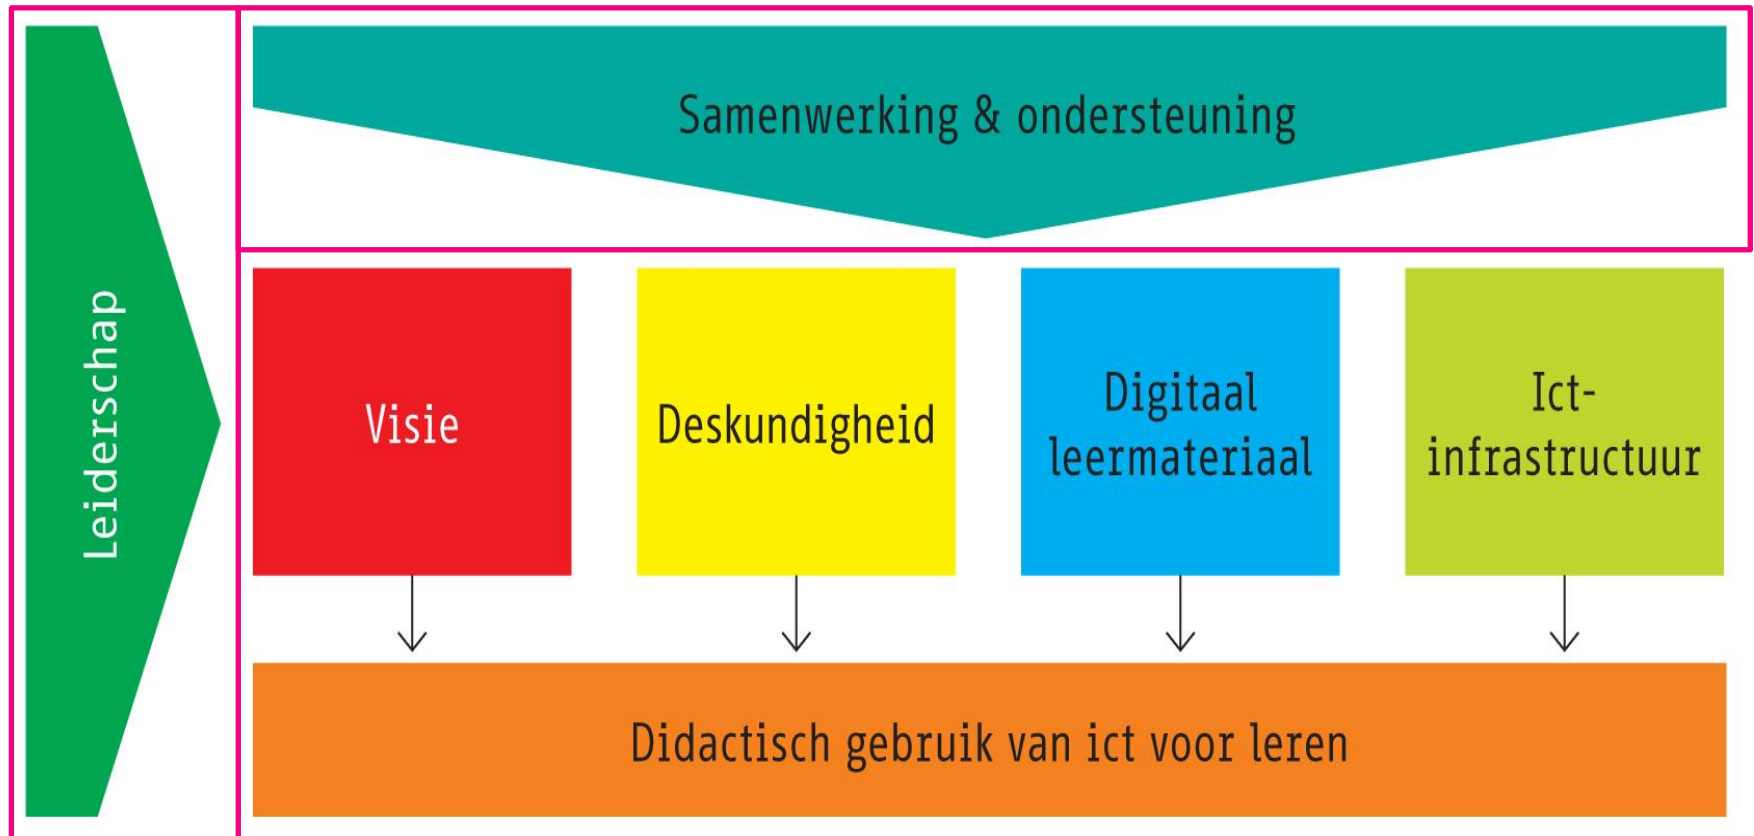 Samenwerking & ondersteuning
Leiderschap
Visie
Deskundigheid
Digitaal
leermateriaal
Ict-
infrastructuur
Didactisch gebruik van ict voor leren